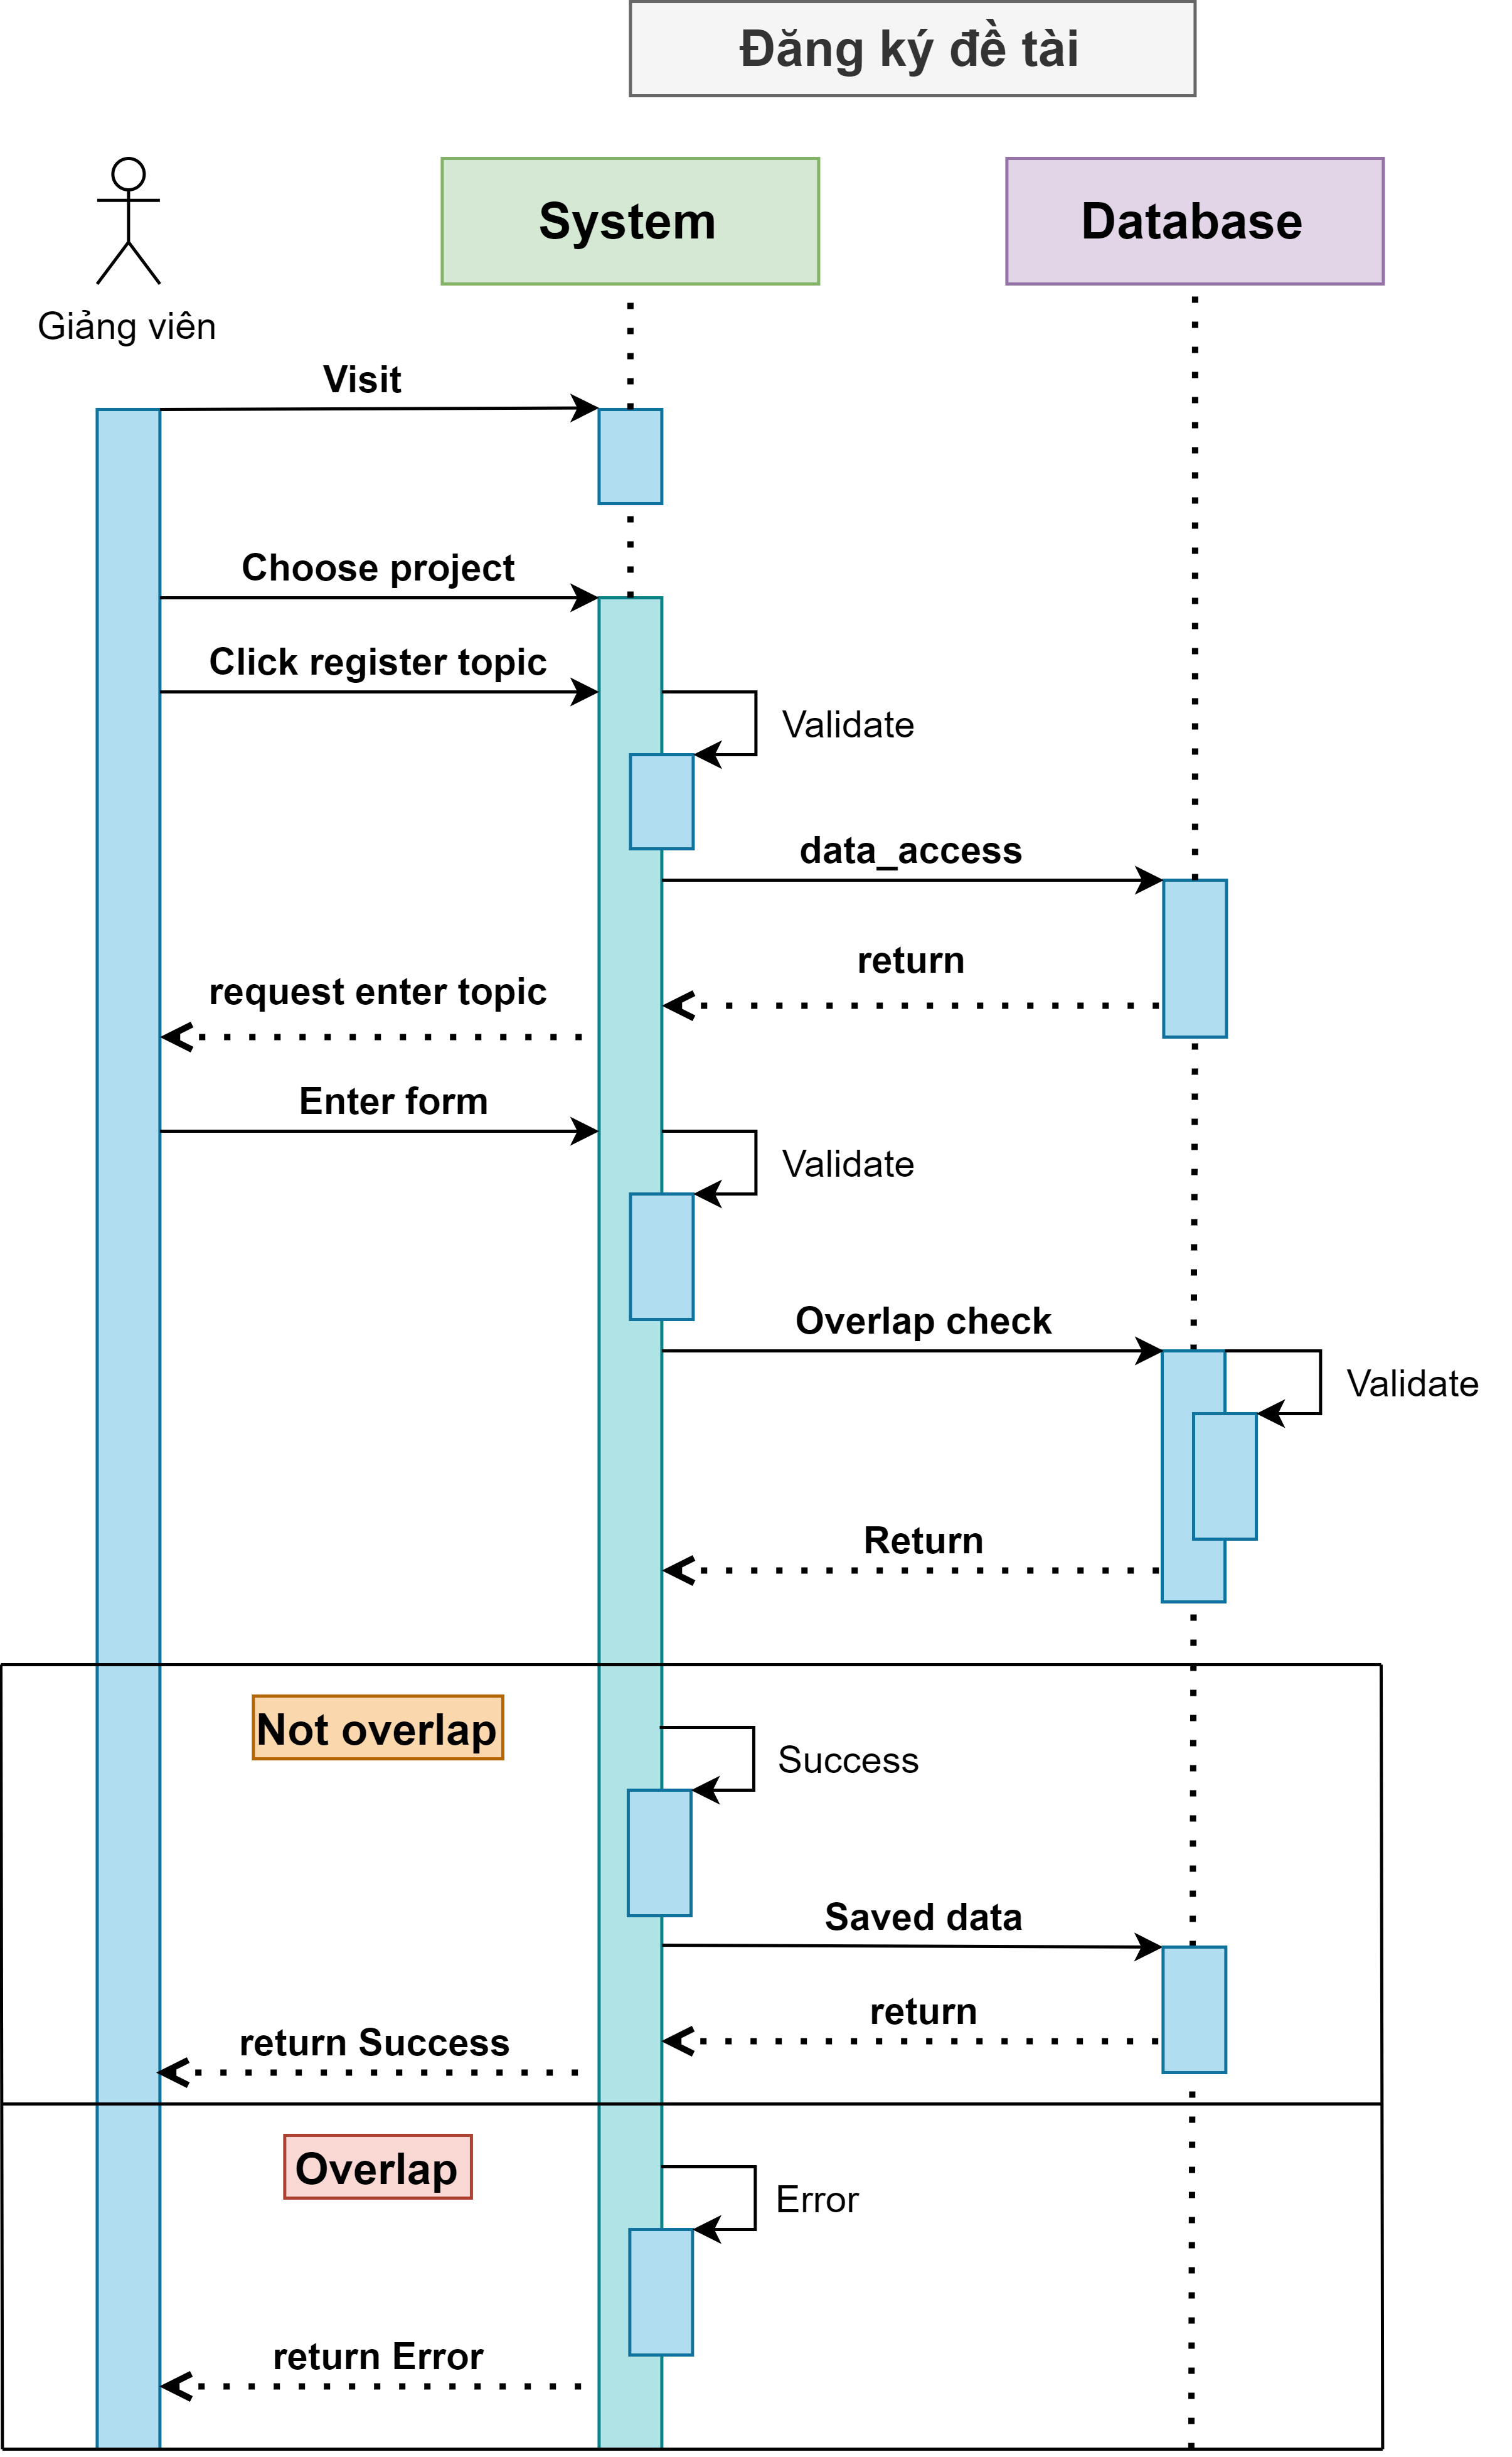 Đăng ký đề tài
System
Database
Giảng viên
Visit
Choose project
Click register topic
Validate
data_access
return
request enter topic
Enter form
Validate
Overlap check
Validate
Return
Not overlap
Success
Saved data
return
return Success
Overlap
Error
return Error